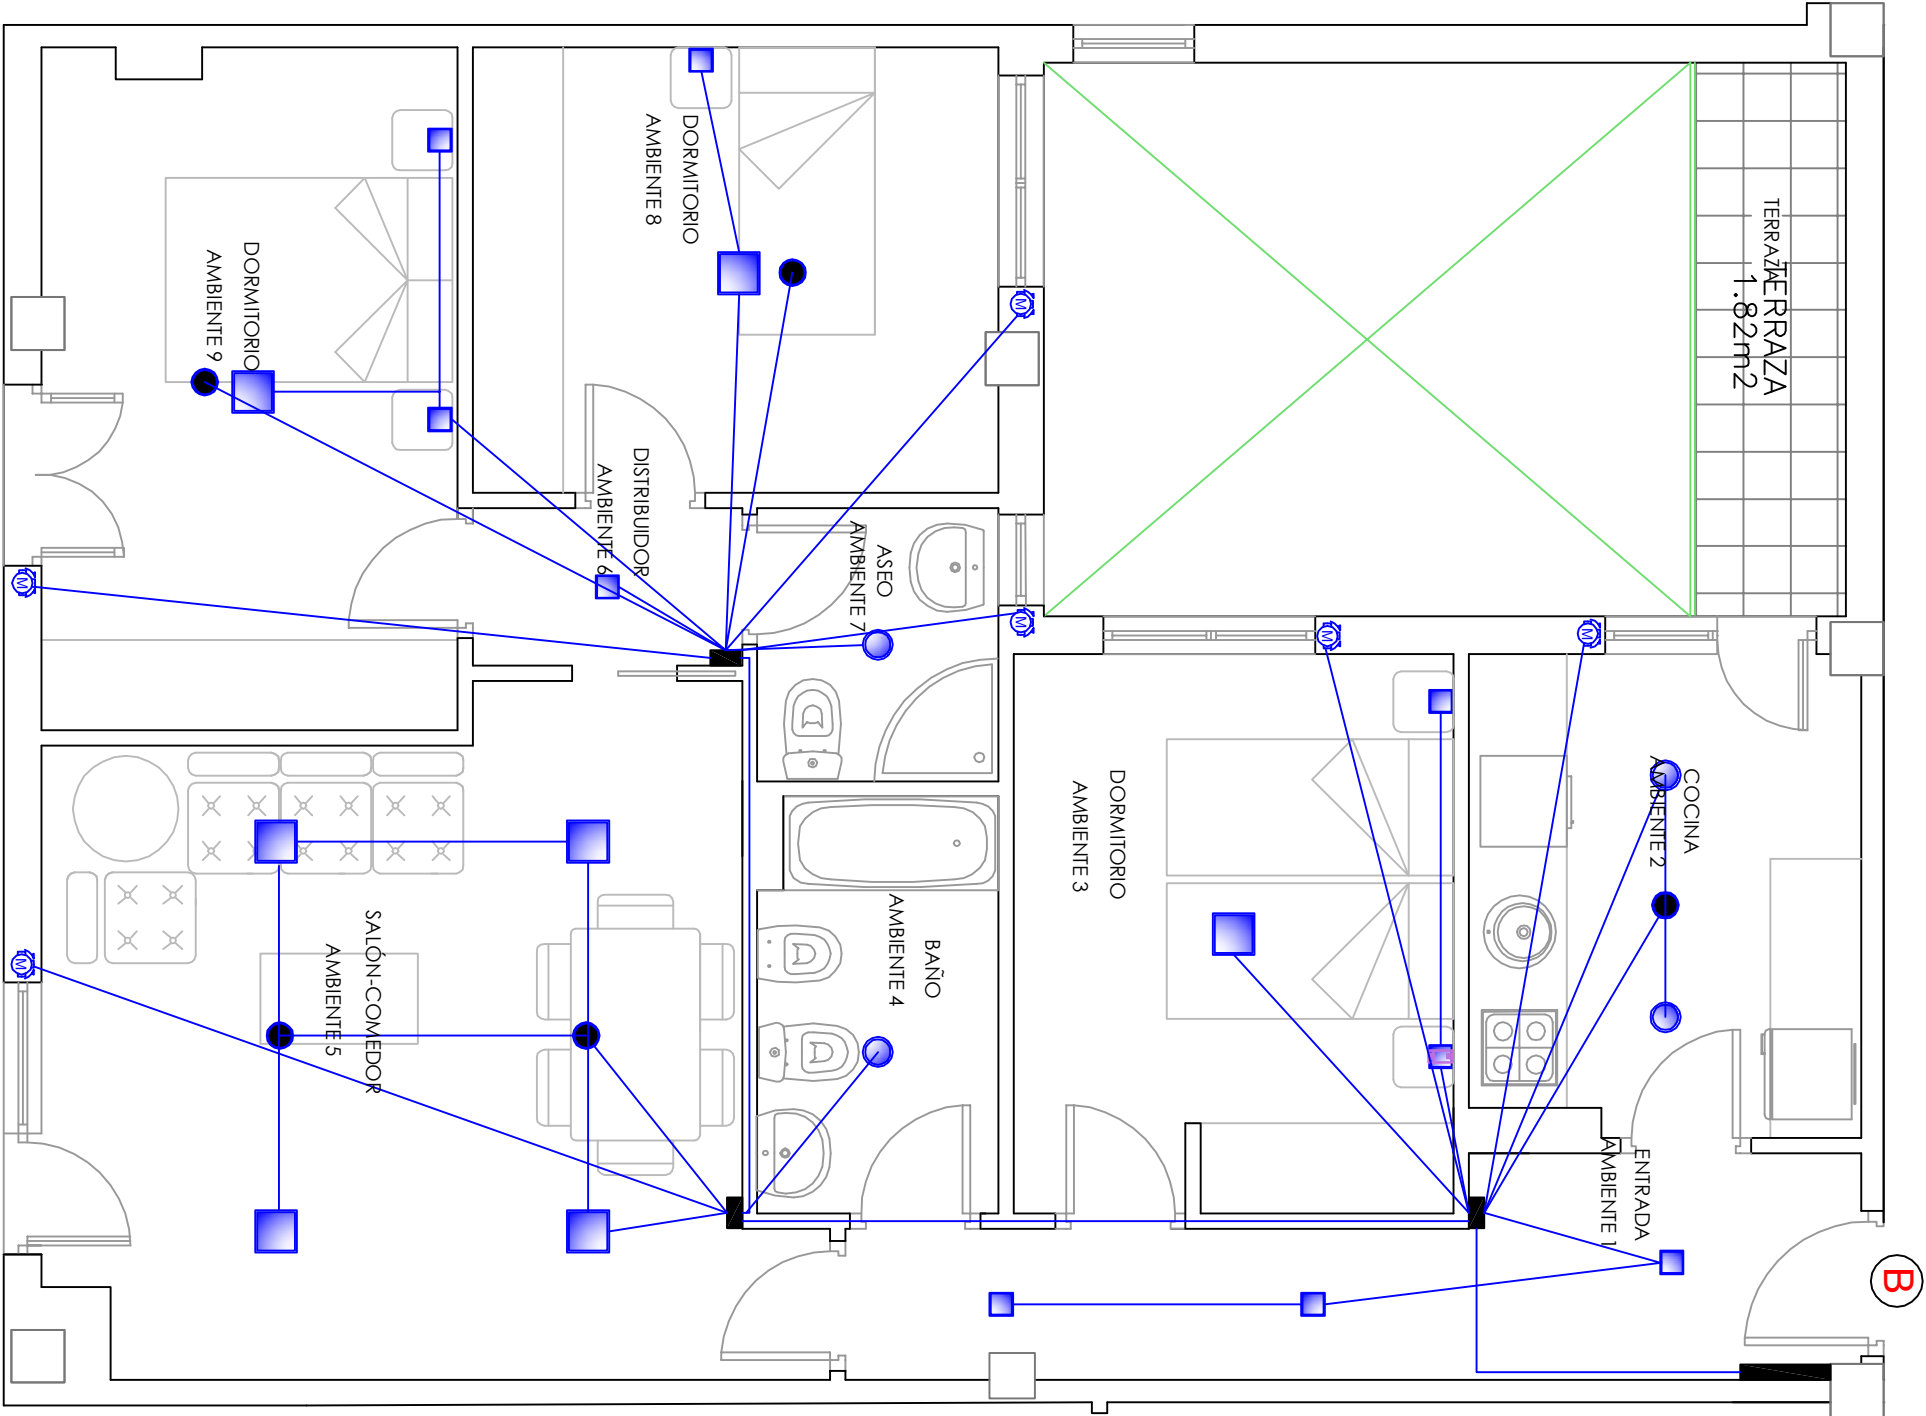 DORMITORIO
AMBIENTE 8
DORMITORIO
AMBIENTE 9
TERRAZA
TERRAZA
1.82m2
DISTRIBUIDOR
AMBIENTE 6
ASEO
AMBIENTE 7
M
M
M
M
M
M
DORMITORIO
AMBIENTE 3
COCINA
AMBIENTE 2
SALÓN-COMEDOR
AMBIENTE 5
BAÑO
AMBIENTE 4
ENTRADA
AMBIENTE 1
B